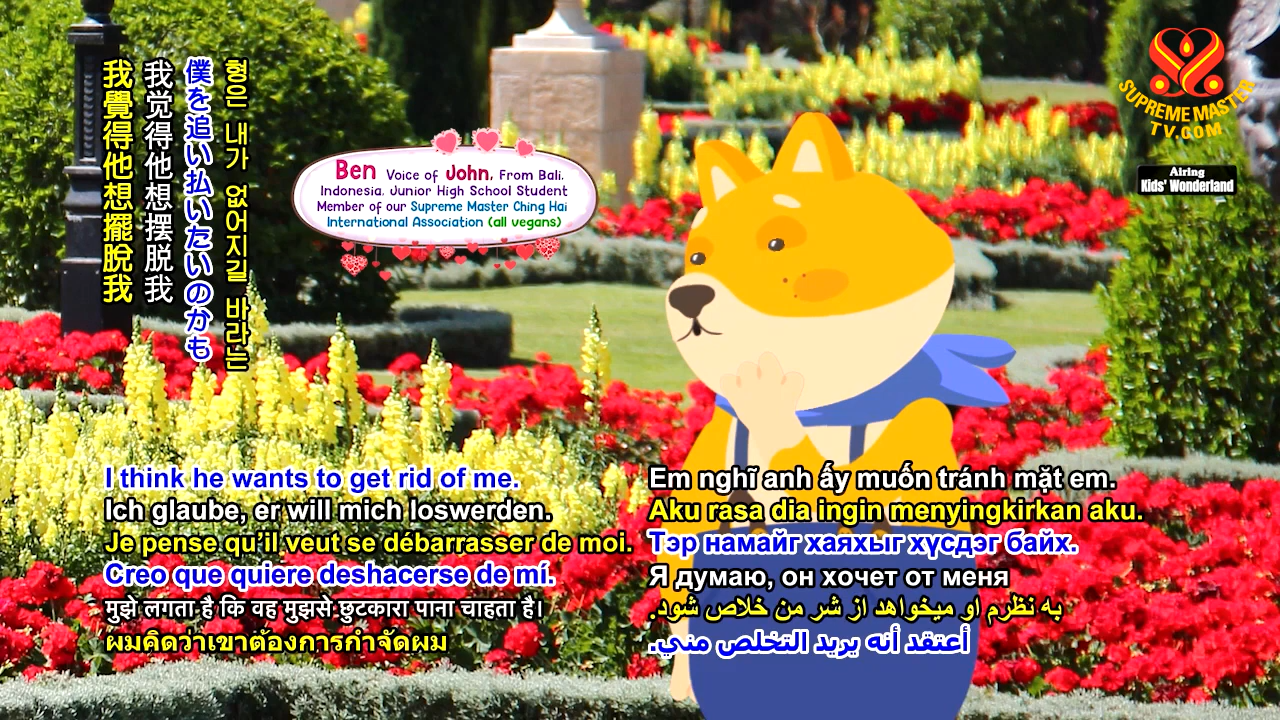 我覺得他想擺脫我
我觉得他想摆脱我
僕を追い払いたいのかも
형은 내가 없어지길 바라는
Ben Voice of John, From Bali,
Indonesia, Junior High School Student
Member of our Supreme Master Ching Hai
International Association (all vegans)
SUPREME MASTER
TV.COM
Airing
Kids' Wonderland
I think he wants to get rid of me.
Ich glaube, er will mich loswerden.
Je pense qu'il veut se débarrasser de moi.
Creo que quiere deshacerse de mí.
मुझे लगता है कि वह मुझसे छुटकारा पाना चाहता है।
ผมคิดว่าเขาต้องการกำจัดผม
Em nghĩ anh ấy muốn tránh mặt em.
Aku rasa dia ingin menyingkirkan aku.
Тэр намайг хаяхыг хүсдэг байх.
Я думаю, он хочет от меня
به نظرم او میخواهد از شر من خلاص شود.
أعتقد أنه يريد التخلص مني.